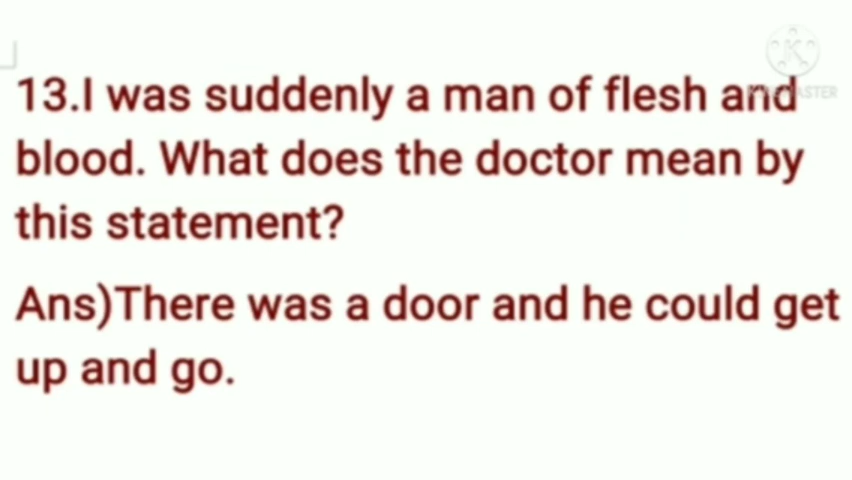 13.I was suddenly a man of flesh and
blood. What does the doctor mean by
this statement?
Ans)There was a door and he could get
up and go.